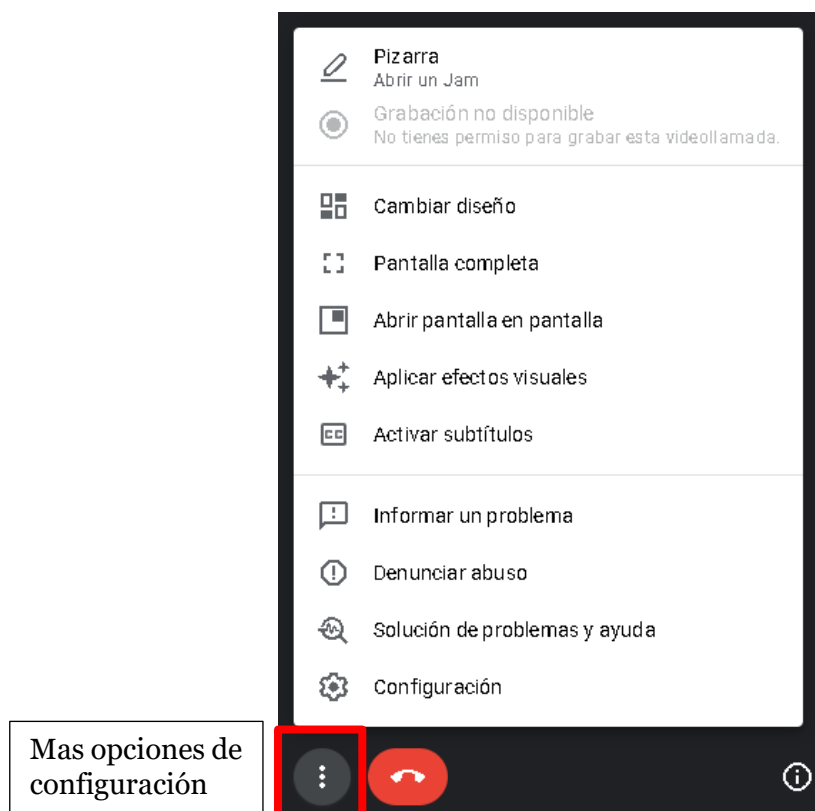 Pizarra
Abrir un Jam
Grabación no disponible
No tienes permiso para grabar esta videollamada.
Cambiar diseño
Pantalla completa
Abrir pantalla en pantalla
Aplicar efectos visuales
CC
Activar subtítulos
Informar un problema
Denunciar abuso
Solución de problemas y ayuda
Configuración
Mas opciones de
configuración